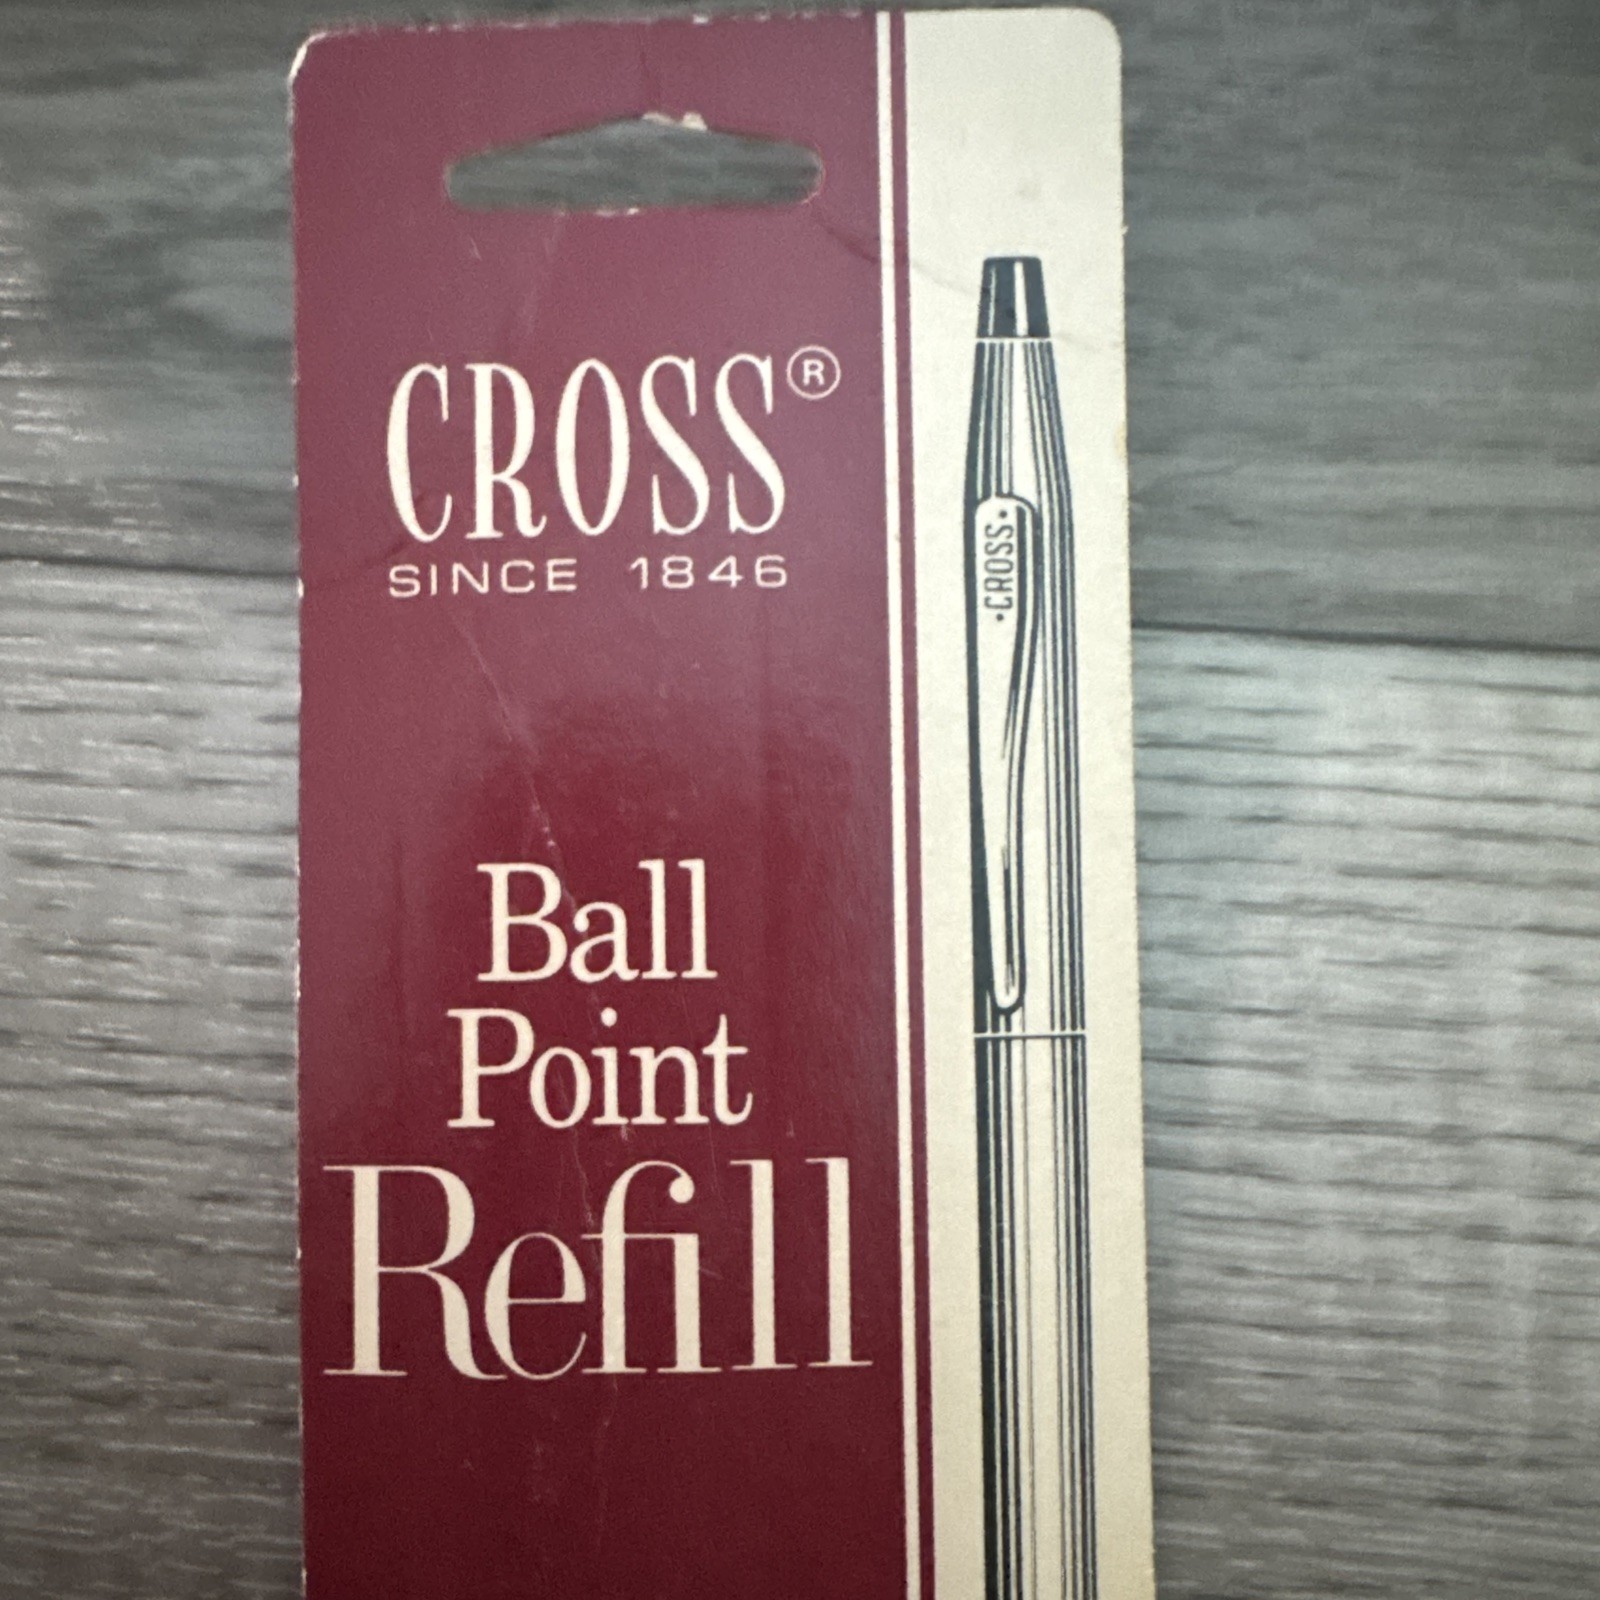 CROSS®
SINCE 1846
·CROSS·
Ball
Point
Refill